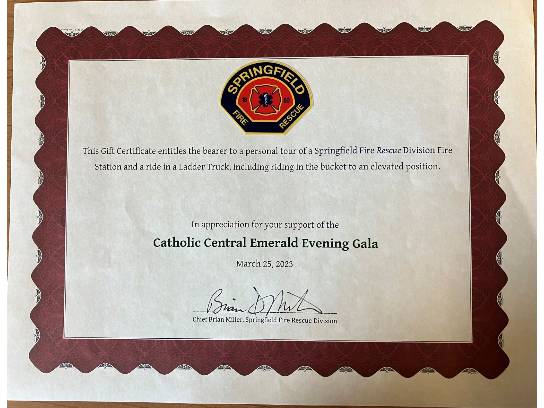 SPRINGFIELD
FIRE RESCUE
This Gift Certificate entitles the bearer to a personal tour of a Springfield Fire Rescue Division Fire
Station and a ride in a Ladder Truck, including riding in the bucket to an elevated position.
In appreciation for your support of the
Catholic Central Emerald Evening Gala
March 25, 2023
Brian D Miller
Chief Brian Miller, Springfield Fire Rescue Division